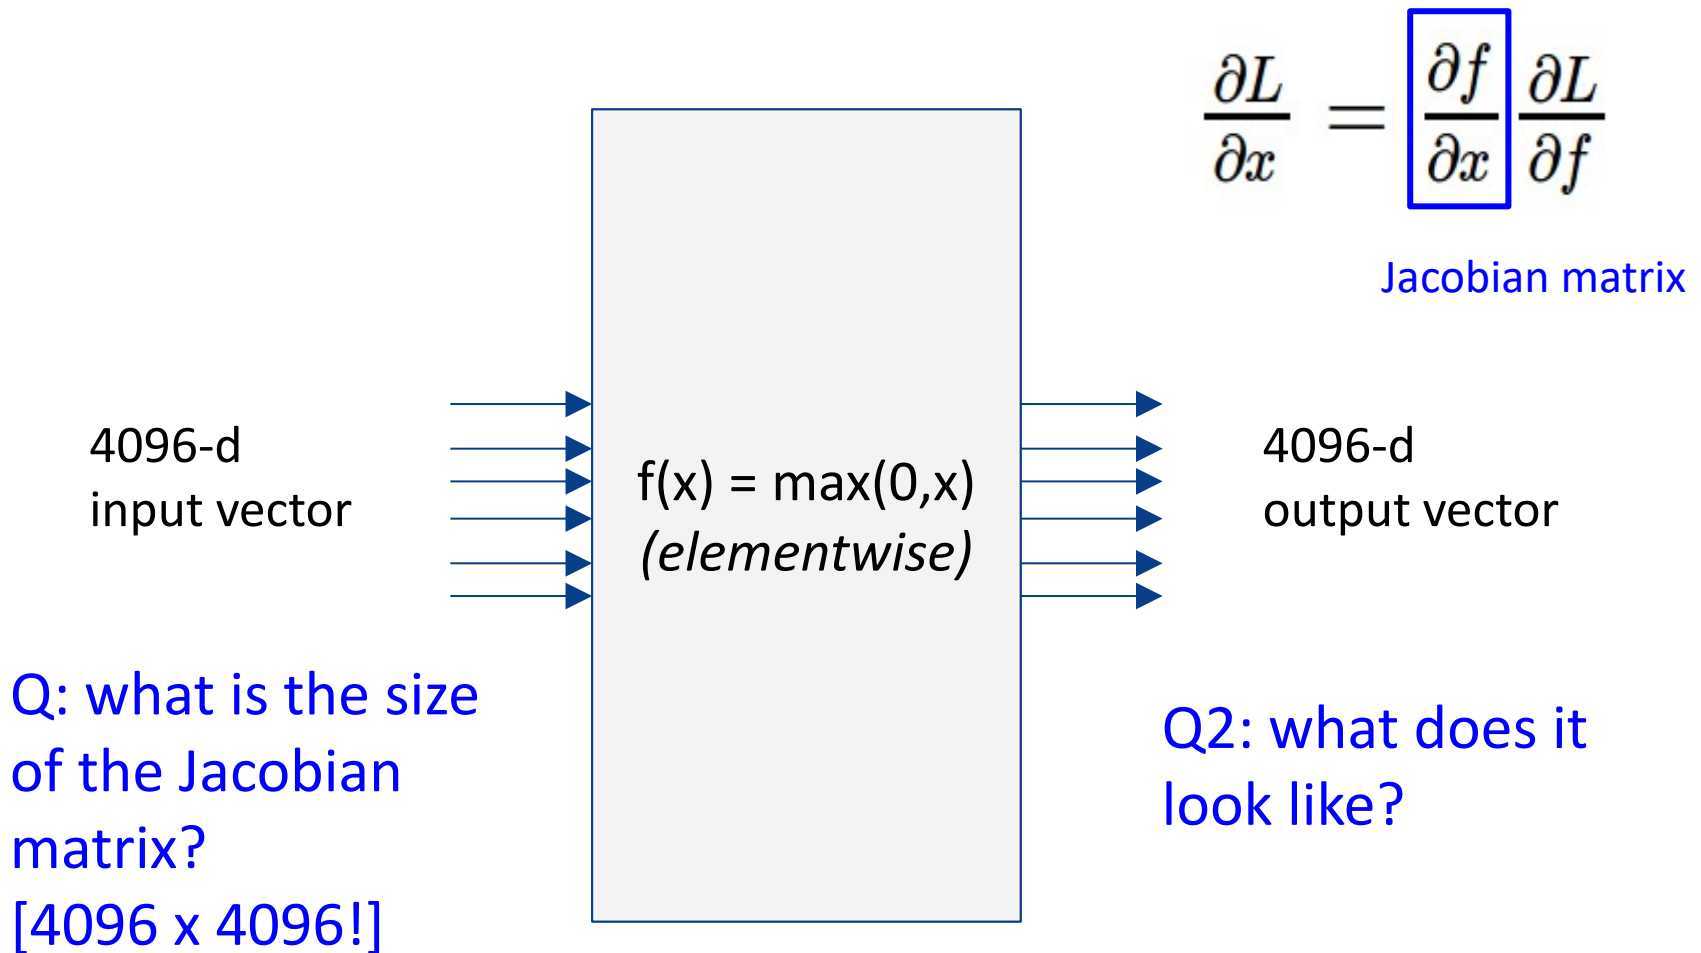 ∂L/∂x = ∂f/∂x ∂L/∂f
Jacobian matrix
4096-d
input vector
f(x) = max(0,x)
(elementwise)
4096-d
output vector
Q: what is the size
of the Jacobian
matrix?
[4096 x 4096!]
Q2: what does it
look like?